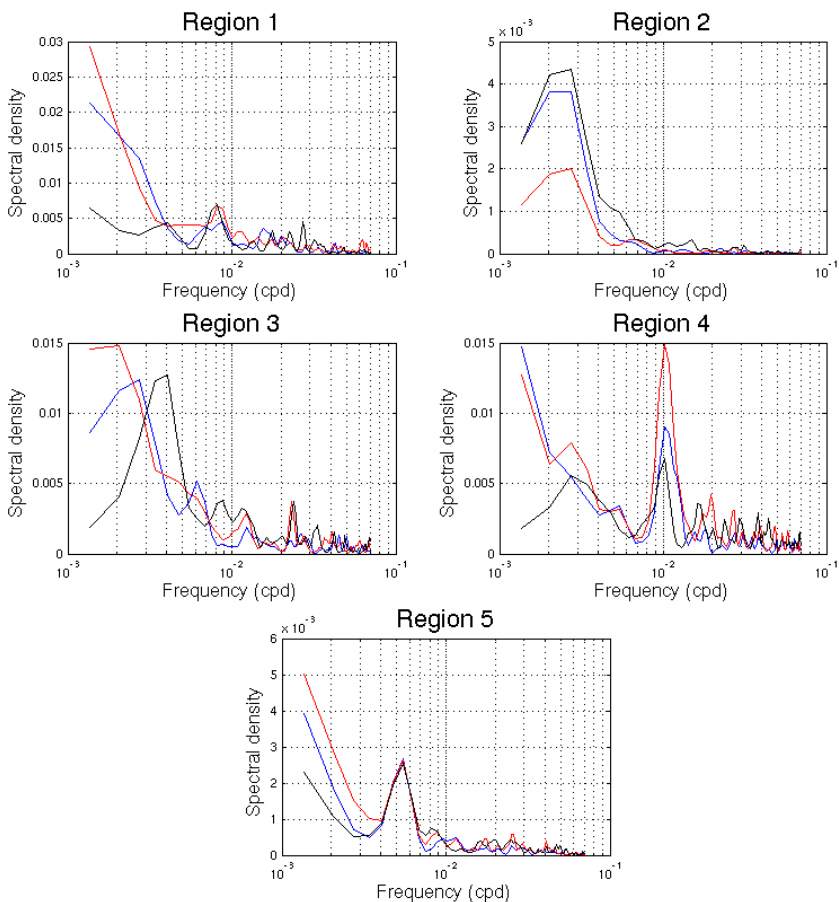 Region 1
0.03
0.025
0.02
0.015
0.01
0.005
0
Spectral density
10⁻³
10⁻²
10⁻¹
Frequency (cpd)
Region 2
x 10⁻³
5
4
3
2
1
0
Spectral density
10⁻³
10⁻²
10⁻¹
Frequency (cpd)
Region 3
0.015
0.01
0.005
0
Spectral density
10⁻³
10⁻²
10⁻¹
Frequency (cpd)
Region 4
0.015
0.01
0.005
0
Spectral density
10⁻³
10⁻²
10⁻¹
Frequency (cpd)
Region 5
x 10⁻³
6
5
4
3
2
1
0
Spectral density
10⁻³
10⁻²
10⁻¹
Frequency (cpd)